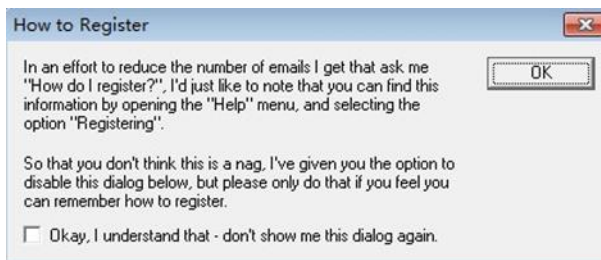 How to Register
In an effort to reduce the number of emails I get that ask me
"How do I register?", I'd just like to note that you can find this
information by opening the "Help" menu, and selecting the
option "Registering".
So that you don't think this is a nag, I've given you the option to
disable this dialog below, but please only do that if you feel you
can remember how to register.
Okay, I understand that - don't show me this dialog again.
OK